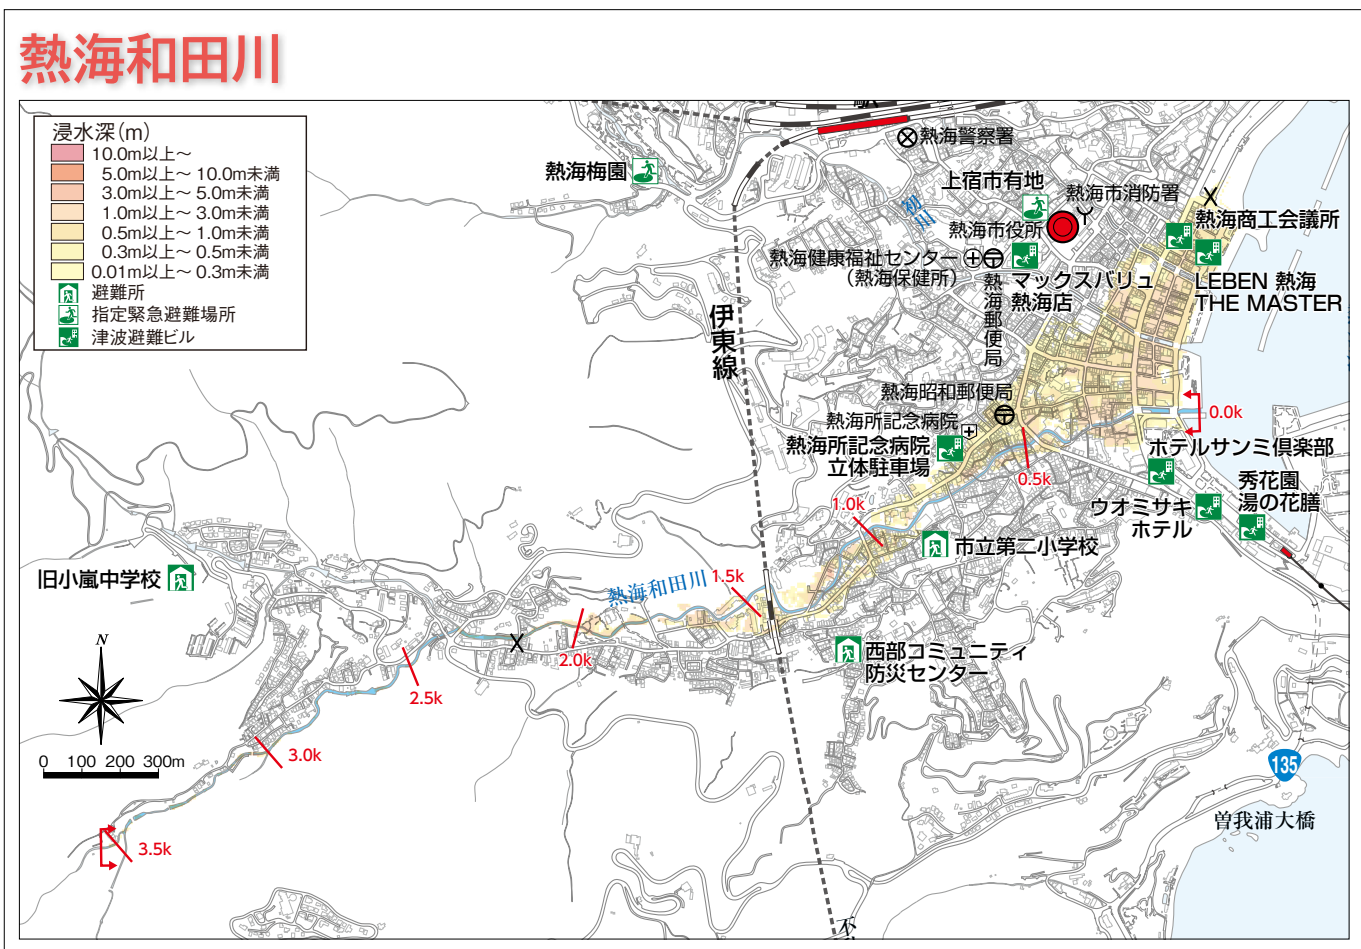 熱海和田川
浸水深(m)
10.0m以上～
5.0m以上～10.0m未満
3.0m以上～5.0m未満
1.0m以上～3.0m未満
0.5m以上～1.0m未満
0.3m以上～0.5m未満
0.01m以上～0.3m未満
避難所
指定緊急避難場所
津波避難ビル
熱海警察署
熱海梅園
上宿市有地
熱海市消防署
初川
熱海市役所
熱海商工会議所
熱海健康福祉センター
(熱海保健所)
マックスバリュ
熱海店
LEBEN 熱海
THE MASTER
熱海郵便局
伊東線
熱海昭和郵便局
熱海所記念病院
熱海所記念病院
立体駐車場
0.0k
ホテルサンミ倶楽部
0.5k
秀花園
湯の花膳
ウオミサキ
ホテル
1.0k
市立第二小学校
旧小嵐中学校
熱海和田川
1.5k
西部コミュニティ
防災センター
2.0k
2.5k
N
3.0k
0 100 200 300m
135
曽我浦大橋
3.5k